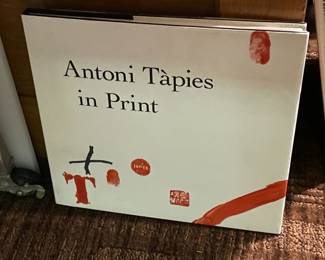 Antoni Tàpies
in Print